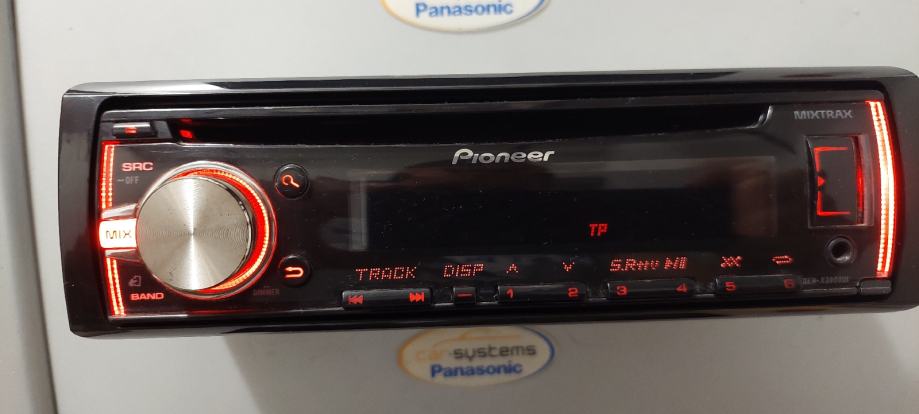 Panasonic
MIXTRAX
Pioneer
SRC
OFF
MIX
TP
TRACK DISP S.Rtrv
BAND
DIMMER
1 2 3 4 5 6
car-systems
Panasonic